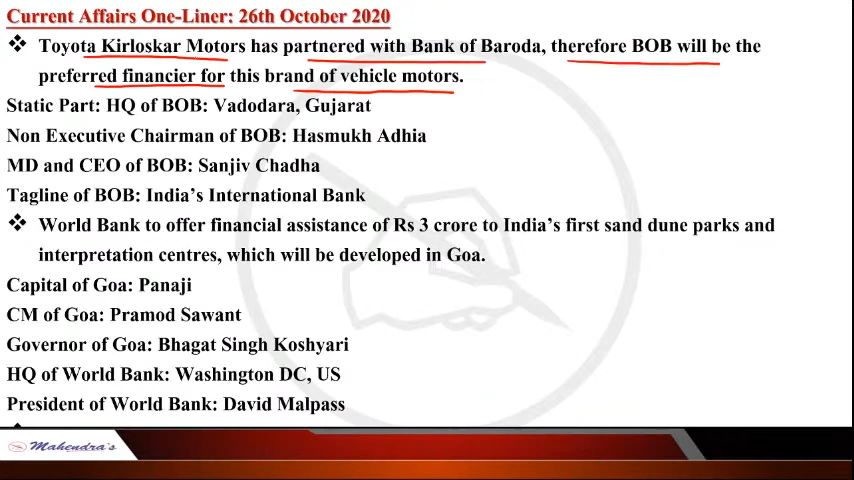 Current Affairs One-Liner: 26th October 2020
❖ Toyota Kirloskar Motors has partnered with Bank of Baroda, therefore BOB will be the
preferred financier for this brand of vehicle motors.
Static Part: HQ of BOB: Vadodara, Gujarat
Non Executive Chairman of BOB: Hasmukh Adhia
MD and CEO of BOB: Sanjiv Chadha
Tagline of BOB: India's International Bank
❖ World Bank to offer financial assistance of Rs 3 crore to India's first sand dune parks and
interpretation centres, which will be developed in Goa.
Capital of Goa: Panaji
CM of Goa: Pramod Sawant
Governor of Goa: Bhagat Singh Koshyari
HQ of World Bank: Washington DC, US
President of World Bank: David Malpass
Mahendra's